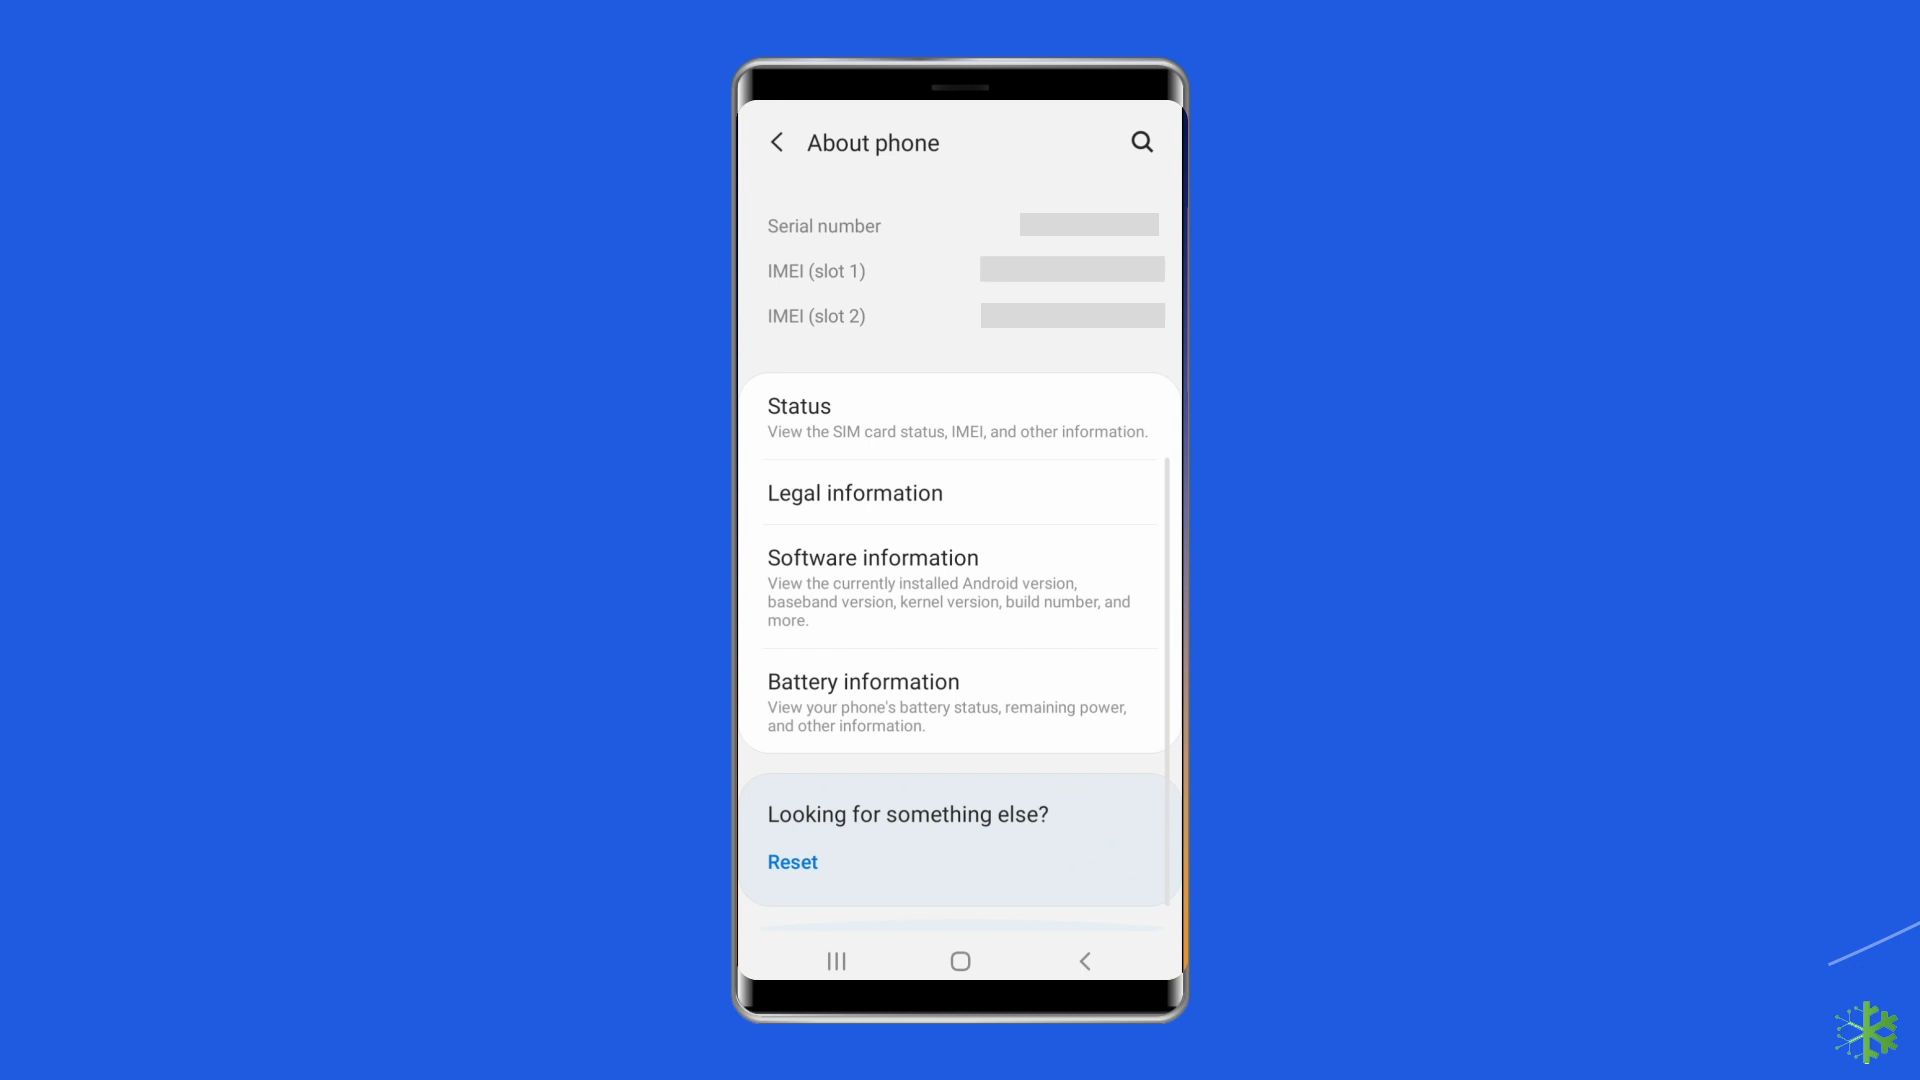 About phone
Serial number
IMEI (slot 1)
IMEI (slot 2)
Status
View the SIM card status, IMEI, and other information.
Legal information
Software information
View the currently installed Android version,
baseband version, kernel version, build number, and
more.
Battery information
View your phone's battery status, remaining power,
and other information.
Looking for something else?
Reset